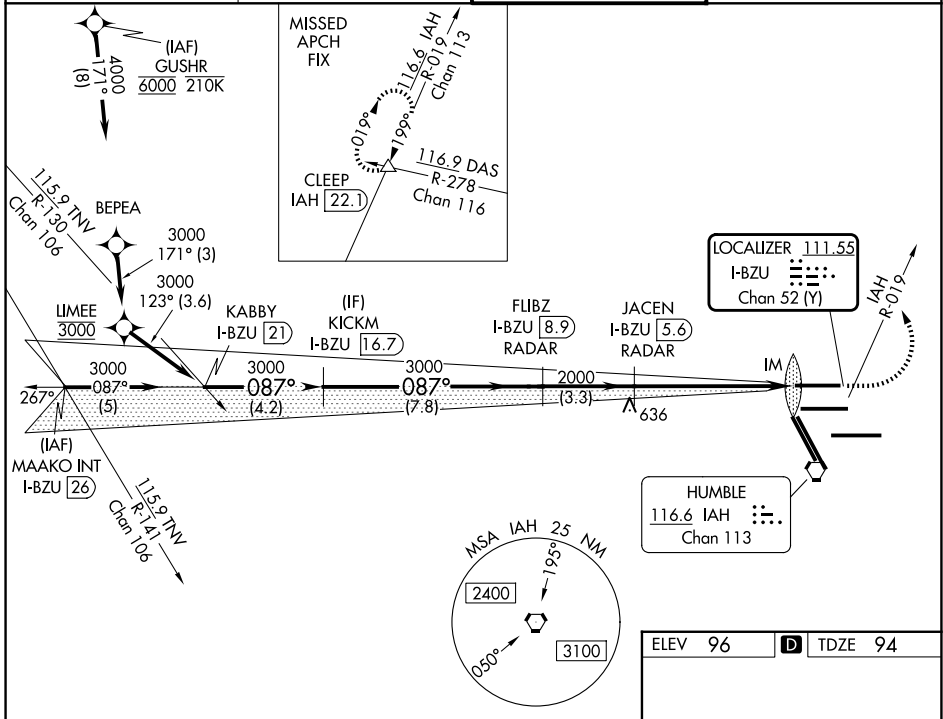 (IAF)
GUSHR
6000 210K
4000
171°
(8)
MISSED
APCH
FIX
116.6 IAH
R-019
Chan 113
019°
199°
116.9 DAS
R-278
Chan 116
CLEEP
IAH 22.1
115.9 TNV
R-130
Chan 106
BEPEA
3000
171° (3)
3000
123° (3.6)
LIMEE
3000
KABBY
I-BZU 21
(IF)
KICKM
I-BZU 16.7
FLIBZ
I-BZU 8.9
RADAR
JACEN
I-BZU 5.6
RADAR
LOCALIZER 111.55
I-BZU
Chan 52 (Y)
IAH
R-019
267°
3000
087°
(5)
3000
087°
(4.2)
3000
087°
(7.8)
2000
(3.3)
636
IM
(IAF)
MAAKO INT
I-BZU 26
115.9 TNV
R-141
Chan 106
HUMBLE
116.6 IAH
Chan 113
MSA IAH 25 NM
195°
2400
050°
3100
ELEV 96 D TDZE 94